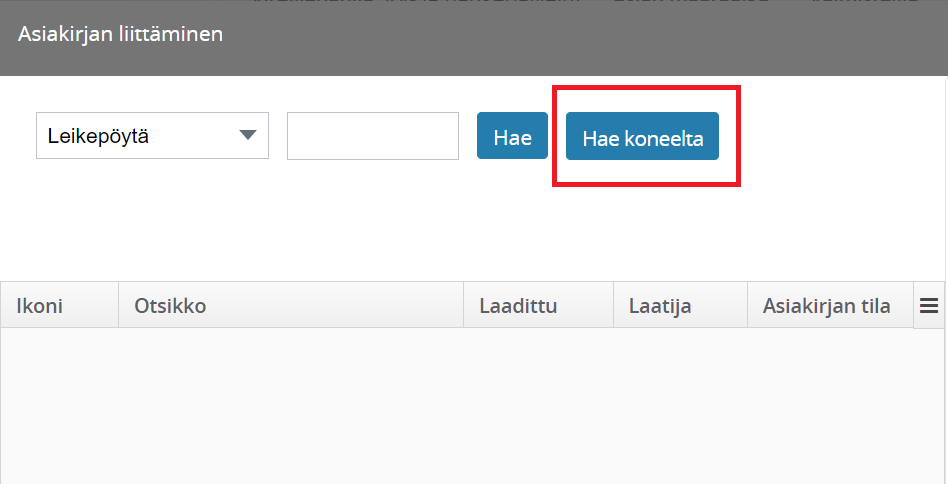 Asiakirjan liittäminen
Leikepöytä Hae Hae koneelta
Ikoni Otsikko Laadittu Laatija Asiakirjan tila